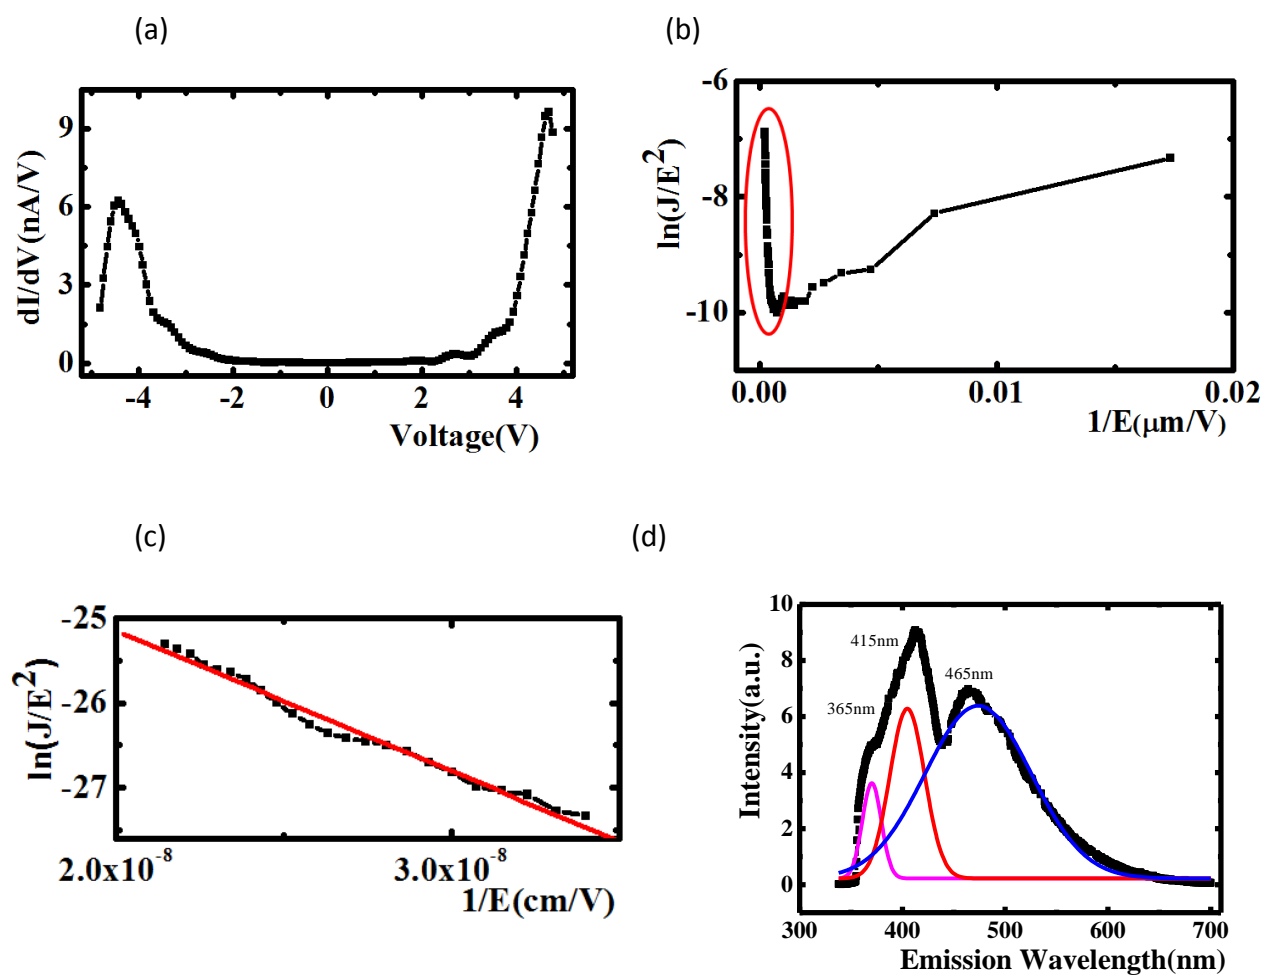 (a)
9
6
3
0
dI/dV(nA/V)
-4 -2 0 2 4
Voltage(V)
(b)
-6
-8
-10
ln(J/E²)
0.00 0.01 0.02
1/E(μm/V)
(c)
-25
-26
-27
ln(J/E²)
2.0x10⁻⁸ 3.0x10⁻⁸
1/E(cm/V)
(d)
10
8
6
4
2
0
Intensity(a.u.)
415nm
465nm
365nm
300 400 500 600 700
Emission Wavelength(nm)